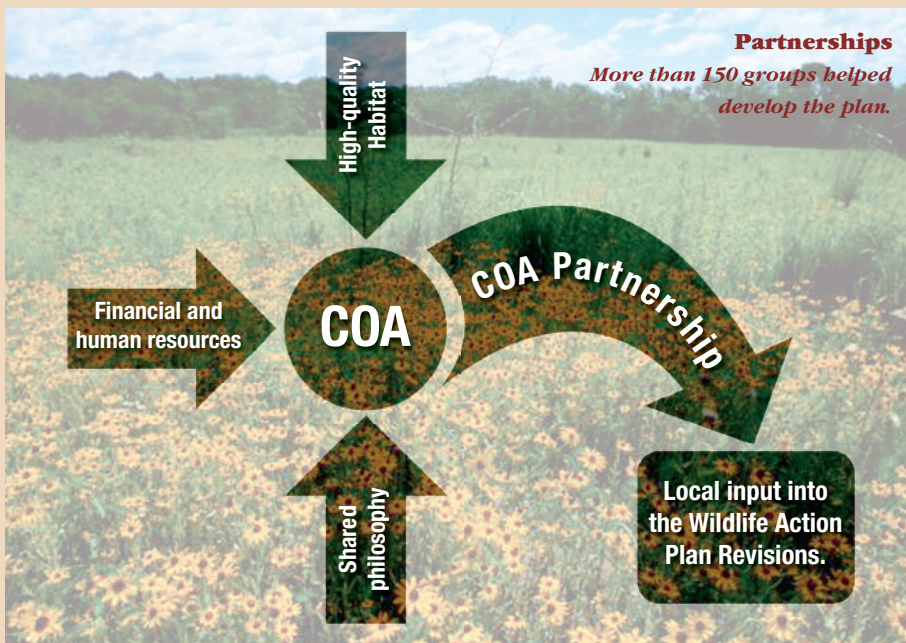 Partnerships
More than 150 groups helped
develop the plan.
High-quality
Habitat
Financial and
human resources
COA
COA Partnership
Shared
philosophy
Local input into
the Wildlife Action
Plan Revisions.